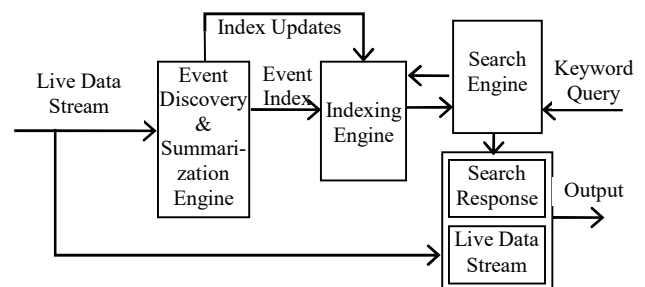 Index Updates
Live Data
Stream
Event
Discovery
&
Summari-
zation
Engine
Event
Index
Indexing
Engine
Search
Engine
Keyword
Query
Search
Response
Live Data
Stream
Output